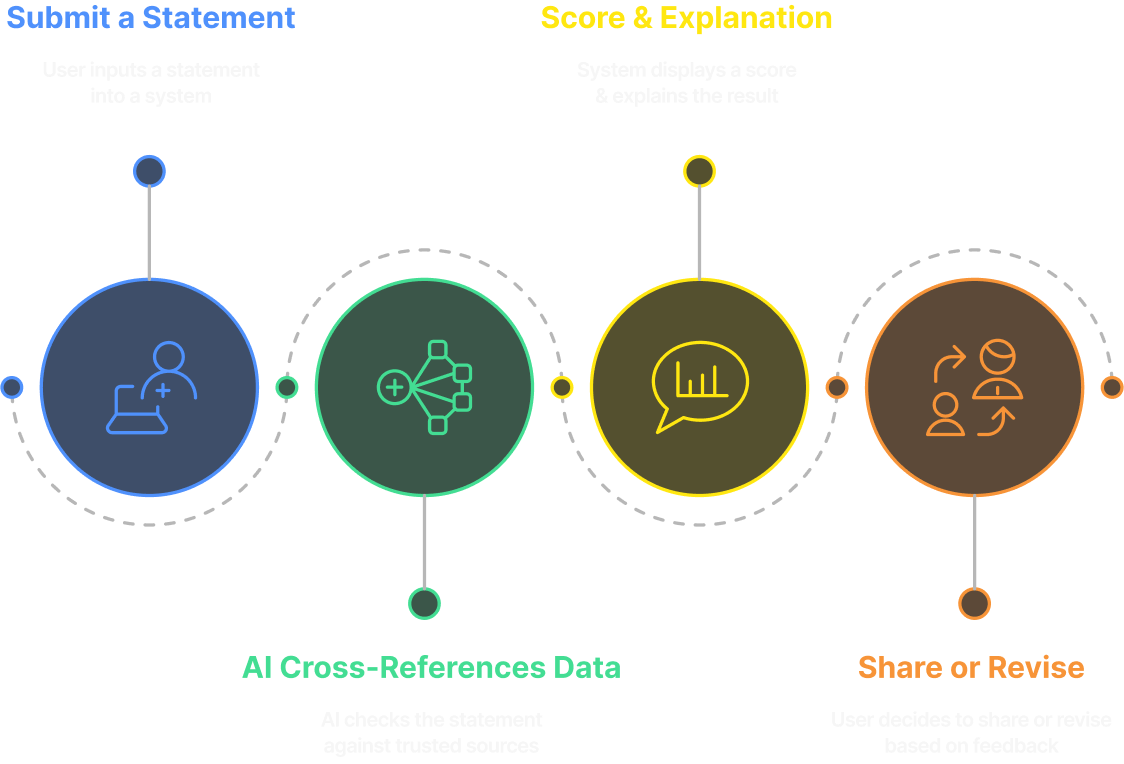 Submit a Statement
User inputs a statement
into a system
Score & Explanation
System displays a score
& explains the result
AI Cross-References Data
AI checks the statement
against trusted sources
Share or Revise
User decides to share or revise
based on feedback